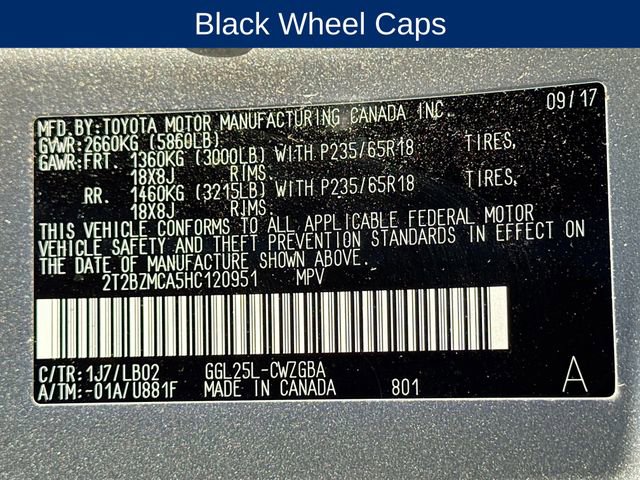 Black Wheel Caps
MFD.BY:TOYOTA MOTOR MANUFACTURING CANADA INC. 09/17
GVWR:2660KG (5860LB)
GAWR:FRT. 1360KG (3000LB) WITH P235/65R18 TIRES,
18X8J RIMS.
RR. 1460KG (3215LB) WITH P235/65R18 TIRES,
18X8J RIMS.
THIS VEHICLE CONFORMS TO ALL APPLICABLE FEDERAL MOTOR
VEHICLE SAFETY AND THEFT PREVENTION STANDARDS IN EFFECT ON
THE DATE OF MANUFACTURE SHOWN ABOVE.
2T2BZMCA5HC120951 MPV
C/TR:1J7/LB02 GGL25L-CWZGBA
A/TM:-01A/U881F MADE IN CANADA 801 A